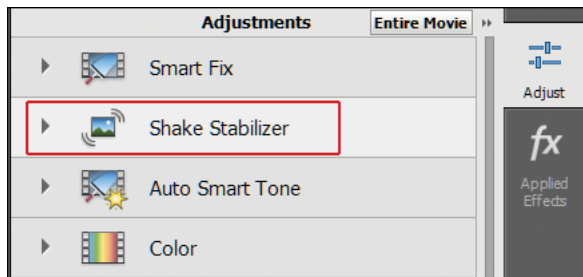 Adjustments
Entire Movie
Smart Fix
Shake Stabilizer
Auto Smart Tone
Color
Adjust
fx
Applied
Effects